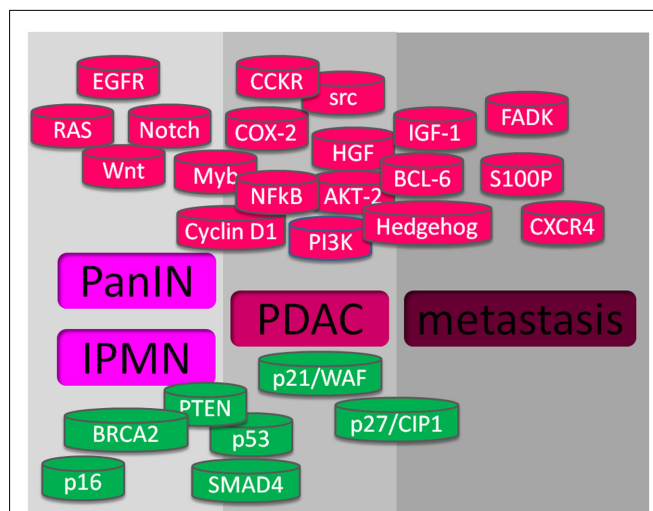 EGFR
CCKR
src
RAS
Notch
COX-2
IGF-1
FADK
HGF
Wnt
Myb
NFkB
AKT-2
BCL-6
S100P
Cyclin D1
PI3K
Hedgehog
CXCR4
PanIN
PDAC
metastasis
IPMN
p21/WAF
PTEN
BRCA2
p53
p27/CIP1
p16
SMAD4